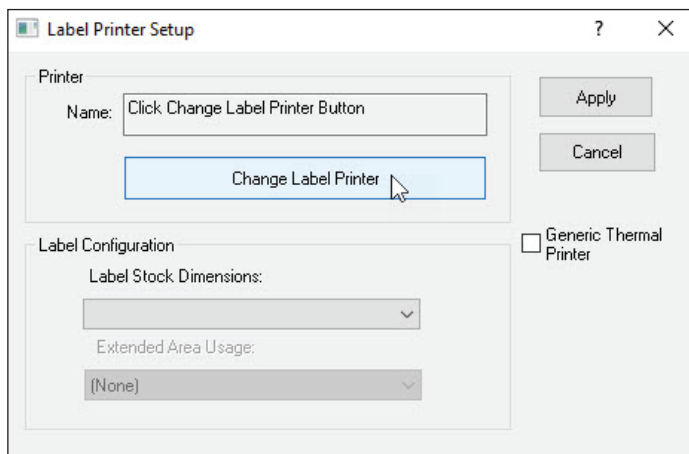 Label Printer Setup
?
Printer
Name:
Click Change Label Printer Button
Apply
Change Label Printer
Cancel
Generic Thermal
Printer
Label Configuration
Label Stock Dimensions:
Extended Area Usage:
(None)